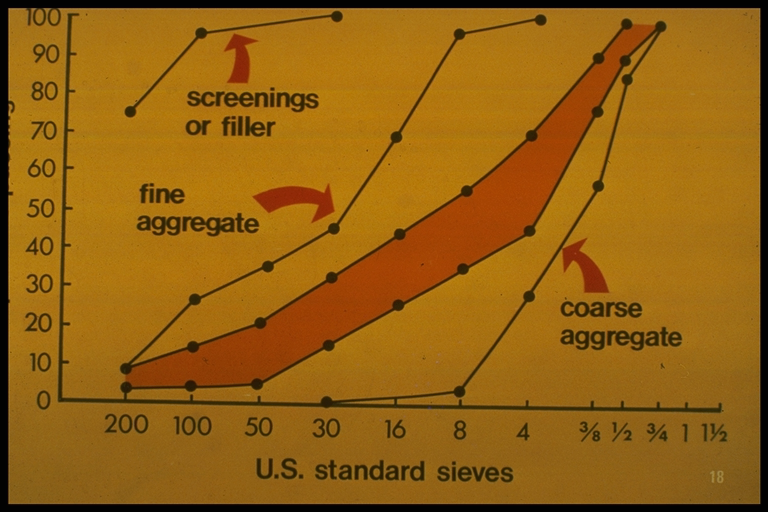 100
90
80
70
60
50
40
30
20
10
0
screenings
or filler
fine
aggregate
coarse
aggregate
200 100 50 30 16 8 4 ⅜ ½ ¾ 1 1½
U.S. standard sieves
18